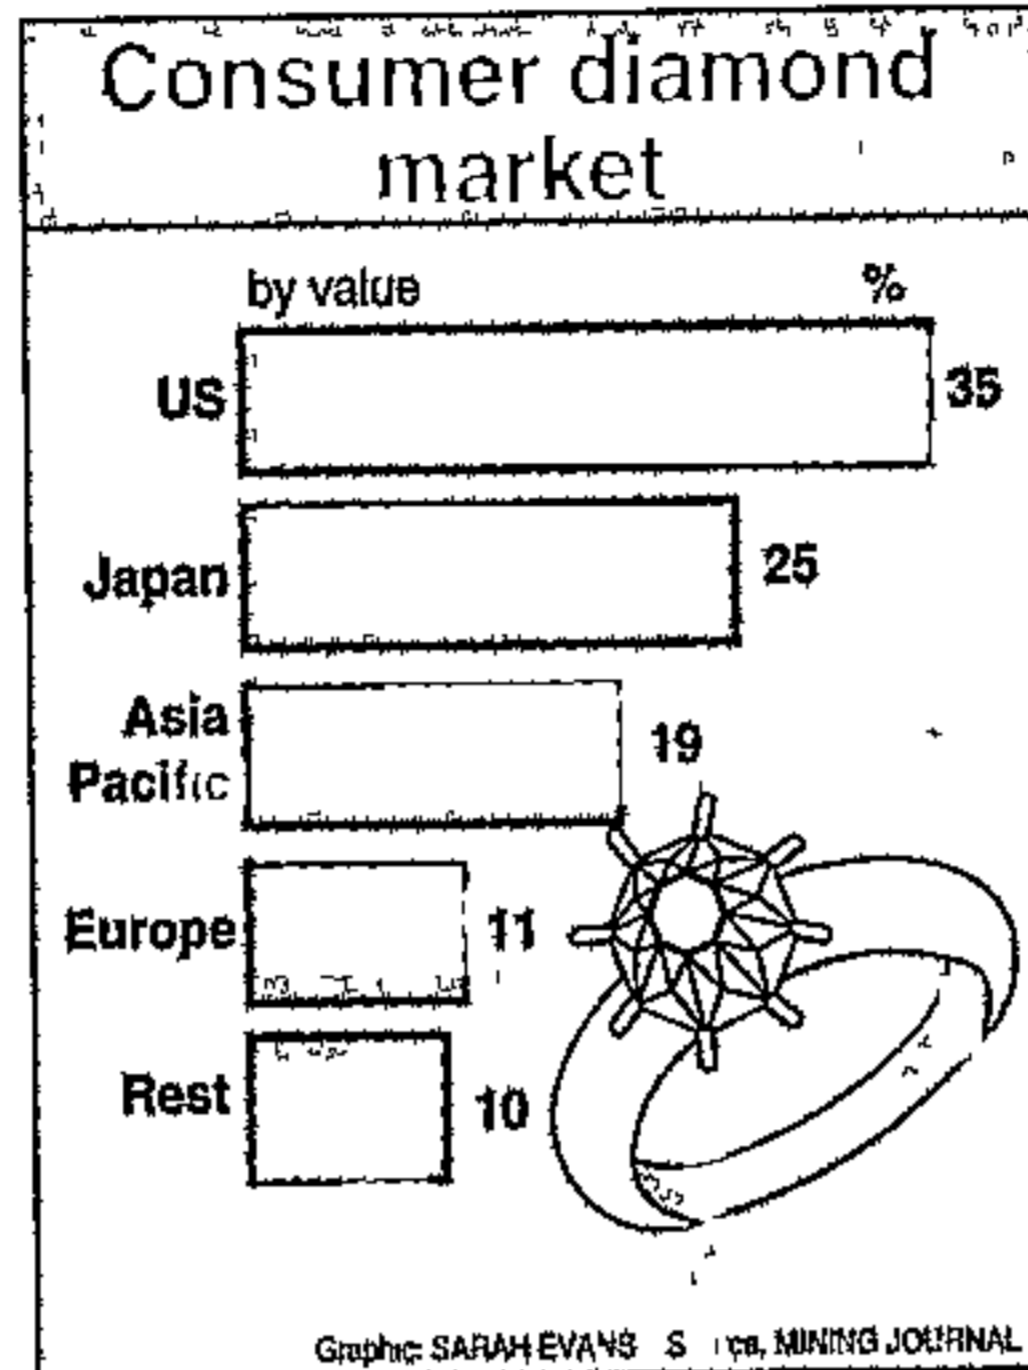 Consumer diamond
market
by value %
US 35
Japan 25
Asia
Pacific 19
Europe 11
Rest 10
Graphic: SARAH EVANS MINING JOURNAL